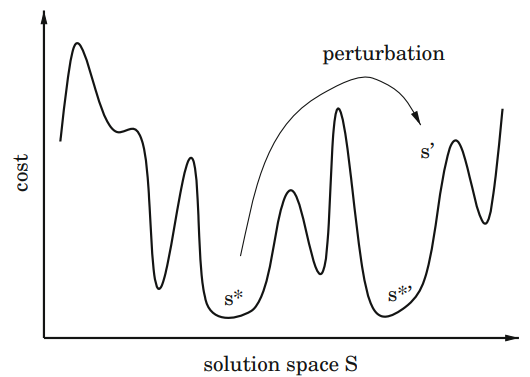 perturbation
cost
s'
s*
s*'
solution space S